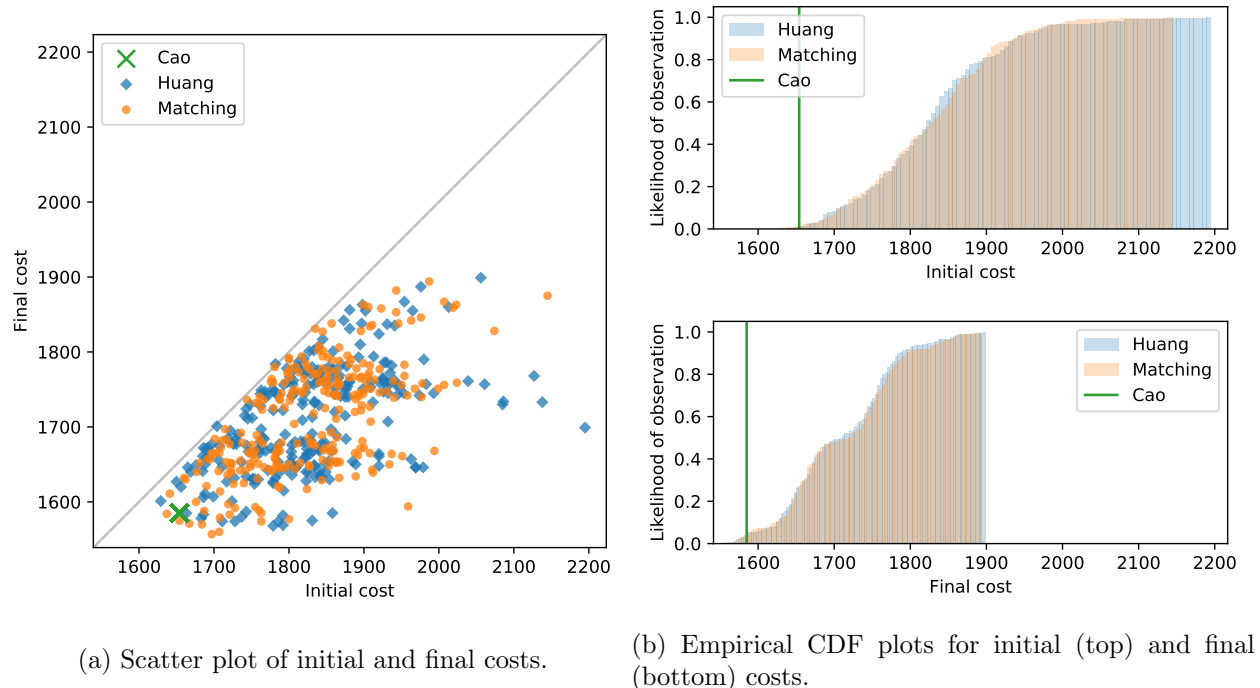 2200
2100
2000
1900
1800
1700
1600
Final cost
Cao
Huang
Matching
1600 1700 1800 1900 2000 2100 2200
Initial cost
(a) Scatter plot of initial and final costs.
1.0
0.8
0.6
0.4
0.2
0.0
Likelihood of observation
Huang
Matching
Cao
1600 1700 1800 1900 2000 2100 2200
Initial cost
1.0
0.8
0.6
0.4
0.2
0.0
Likelihood of observation
Huang
Matching
Cao
1600 1700 1800 1900 2000 2100 2200
Final cost
(b) Empirical CDF plots for initial (top) and final
(bottom) costs.